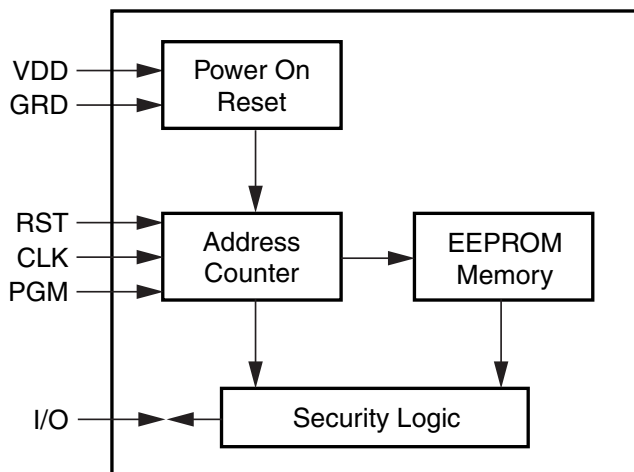 VDD
GRD
Power On
Reset
RST
CLK
PGM
Address
Counter
EEPROM
Memory
I/O
Security Logic